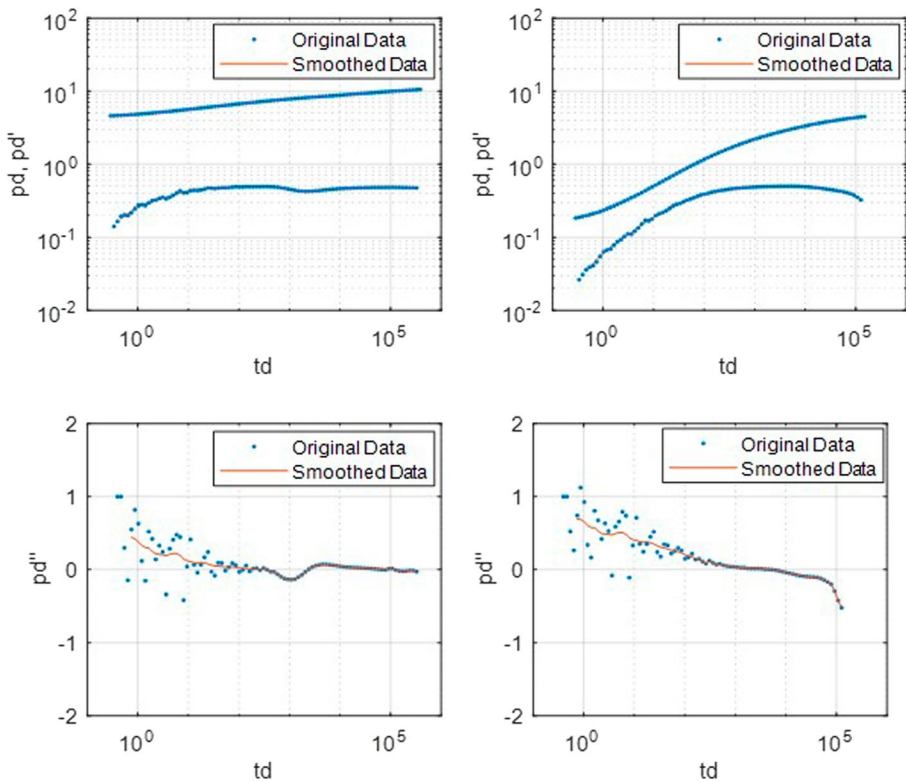 10^2
10^1
10^0
10^-1
10^-2
pd, pd'
Original Data
Smoothed Data
10^0
10^5
td
10^2
10^1
10^0
10^-1
10^-2
pd, pd'
Original Data
Smoothed Data
10^0
10^5
td
2
1
0
-1
-2
pd"
Original Data
Smoothed Data
10^0
10^5
td
2
1
0
-1
-2
pd"
Original Data
Smoothed Data
10^0
10^5
td